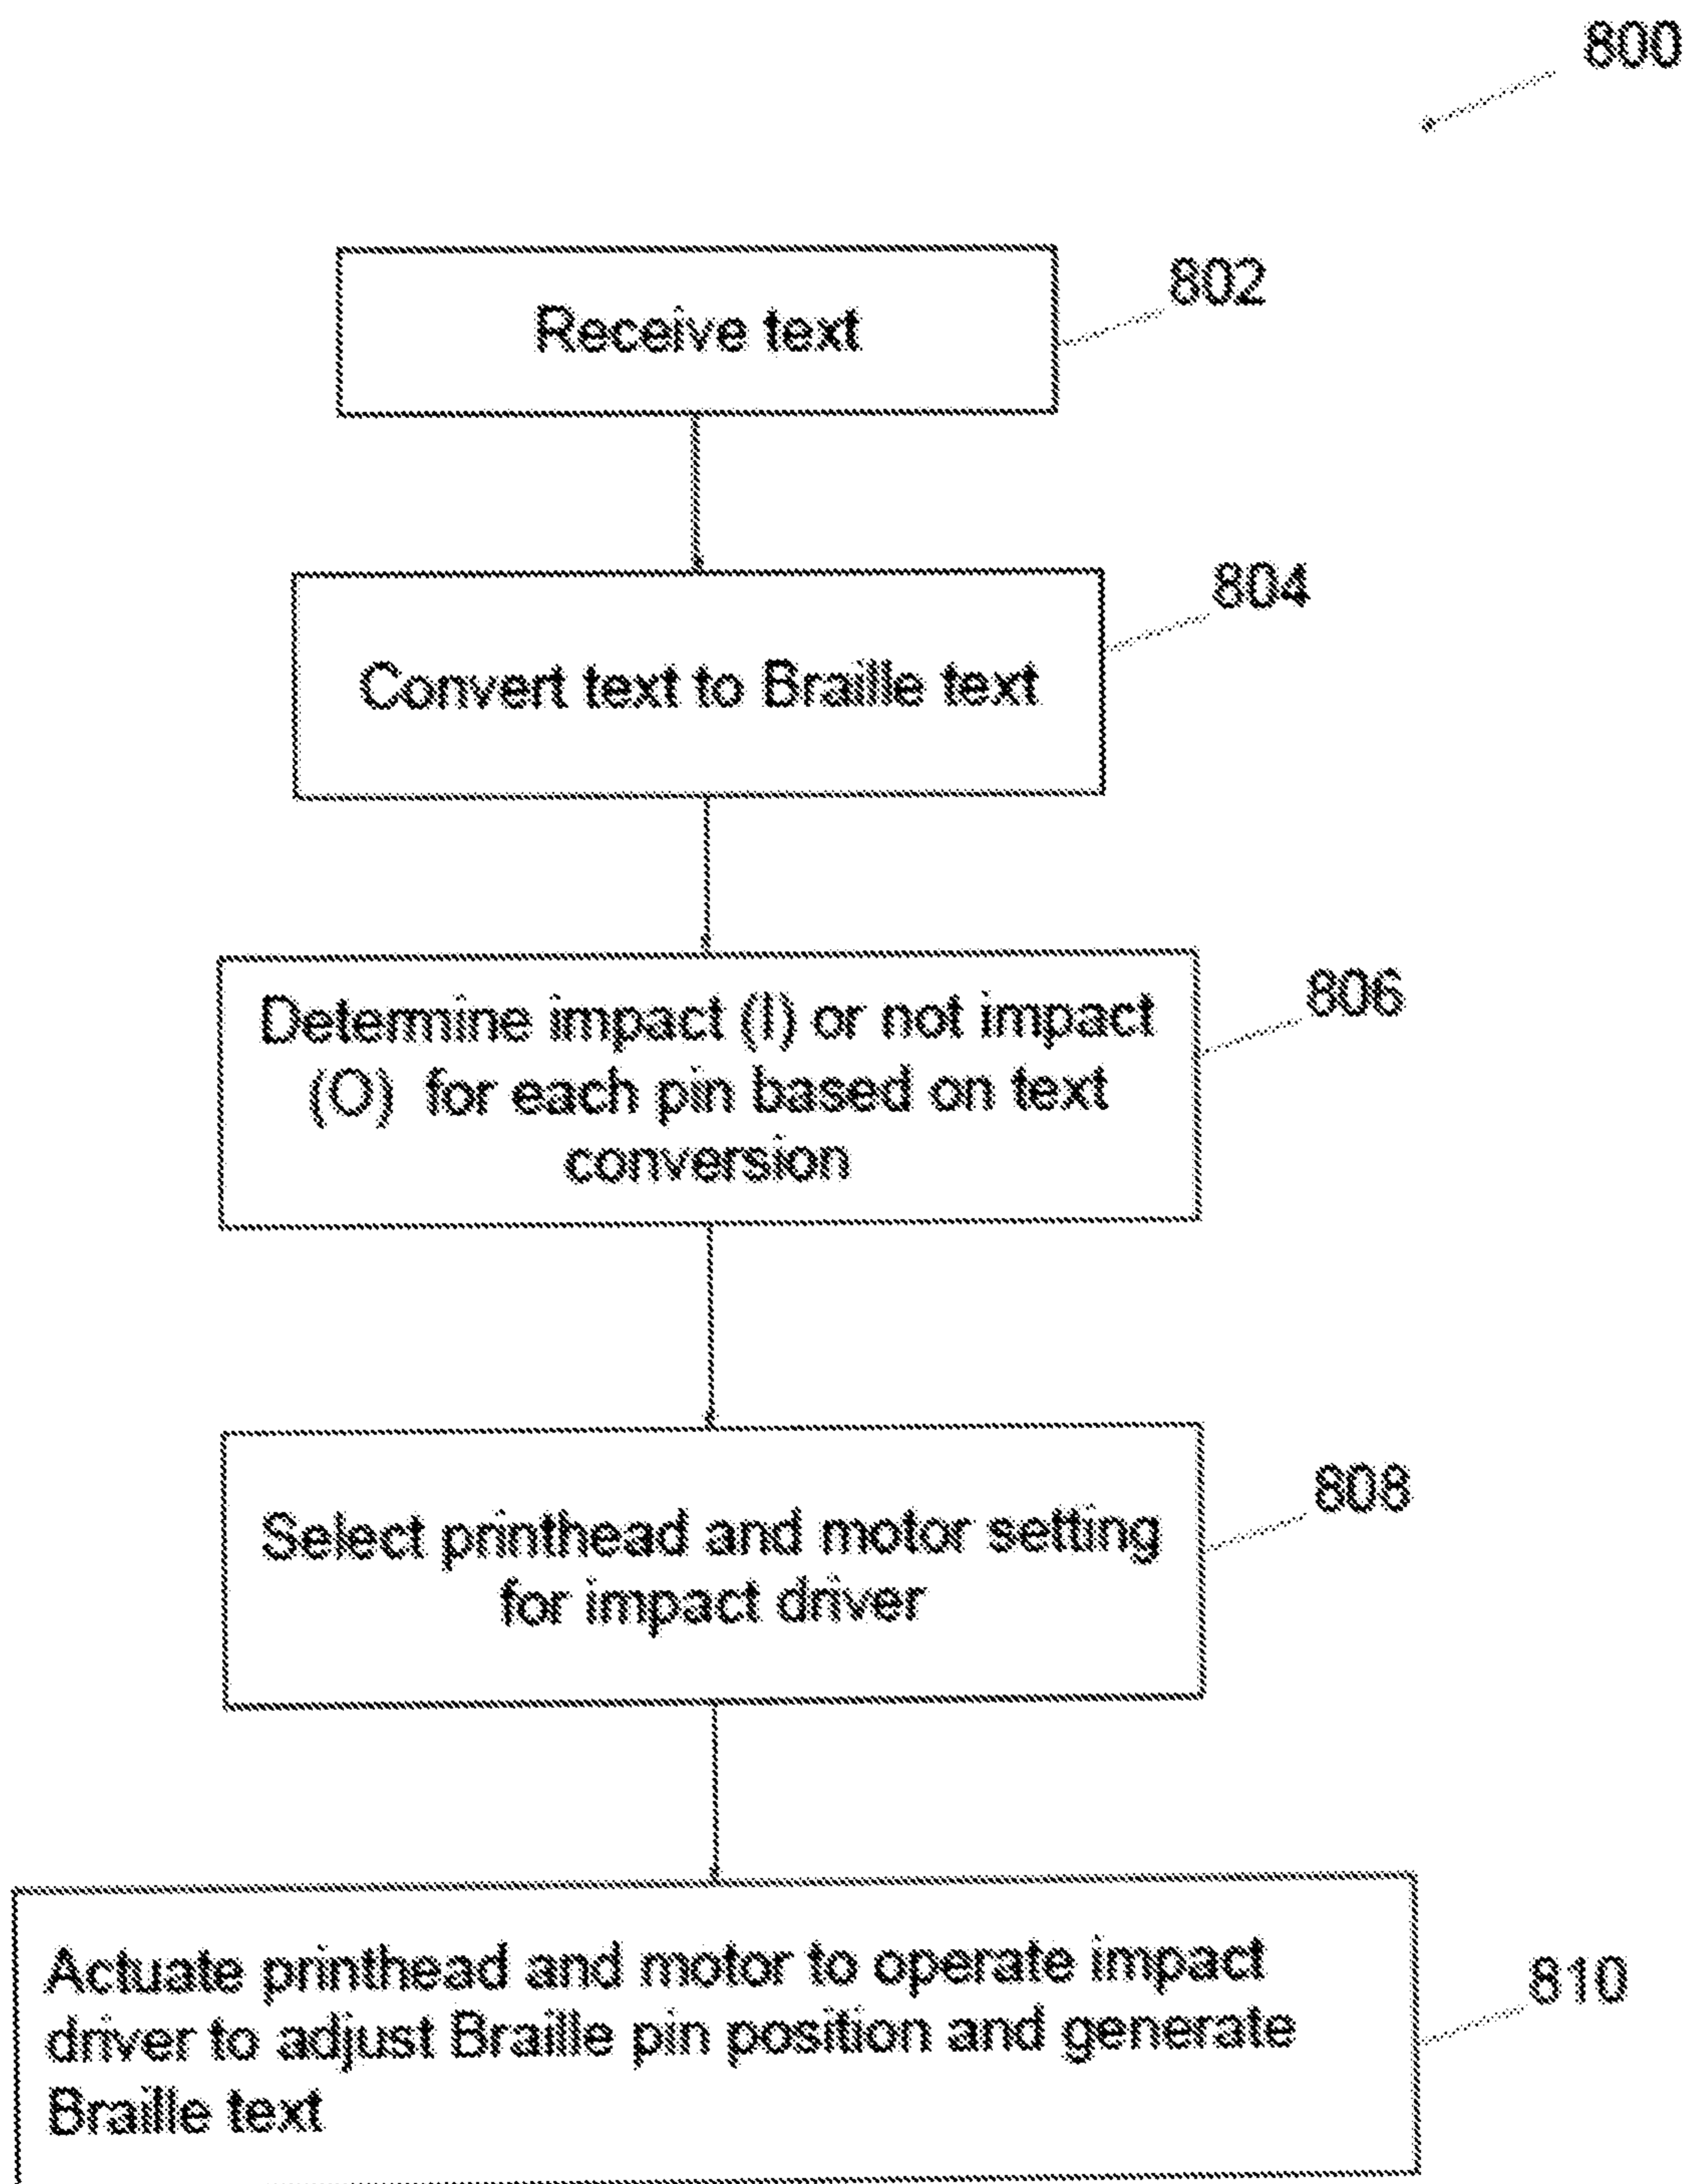 800
Receive text
802
Convert text to Braille text
804
Determine impact (I) or not impact
(O) for each pin based on text
conversion
806
Select printhead and motor setting
for impact driver
808
Actuate printhead and motor to operate impact
driver to adjust Braille pin position and generate
Braille text
810